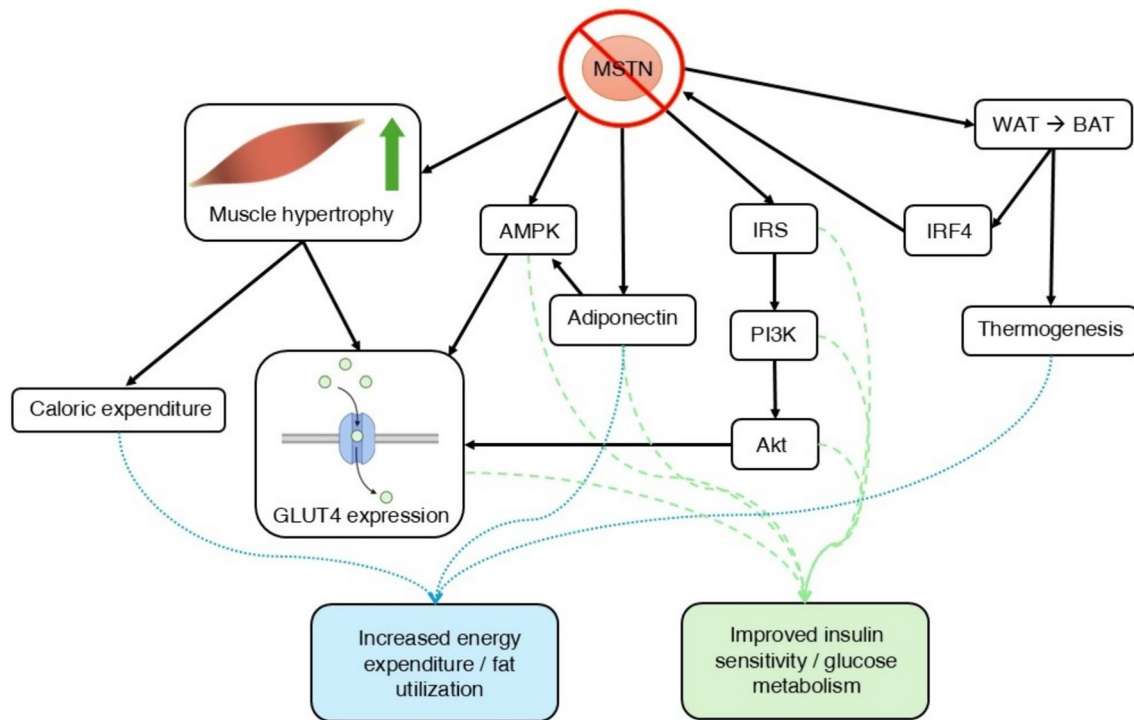 MSTN
WAT → BAT
Muscle hypertrophy
AMPK
IRS
IRF4
Adiponectin
PI3K
Thermogenesis
Caloric expenditure
Akt
GLUT4 expression
Increased energy
expenditure / fat
utilization
Improved insulin
sensitivity / glucose
metabolism